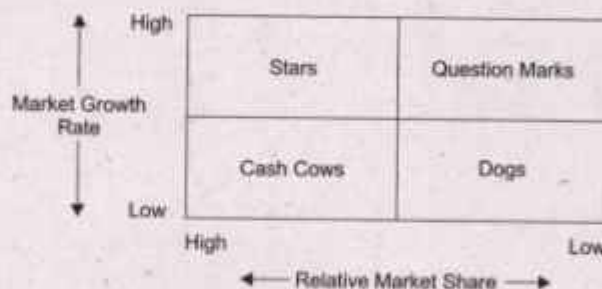 High
Stars
Question Marks
Market Growth
Rate
Cash Cows
Dogs
Low
High
Low
Relative Market Share